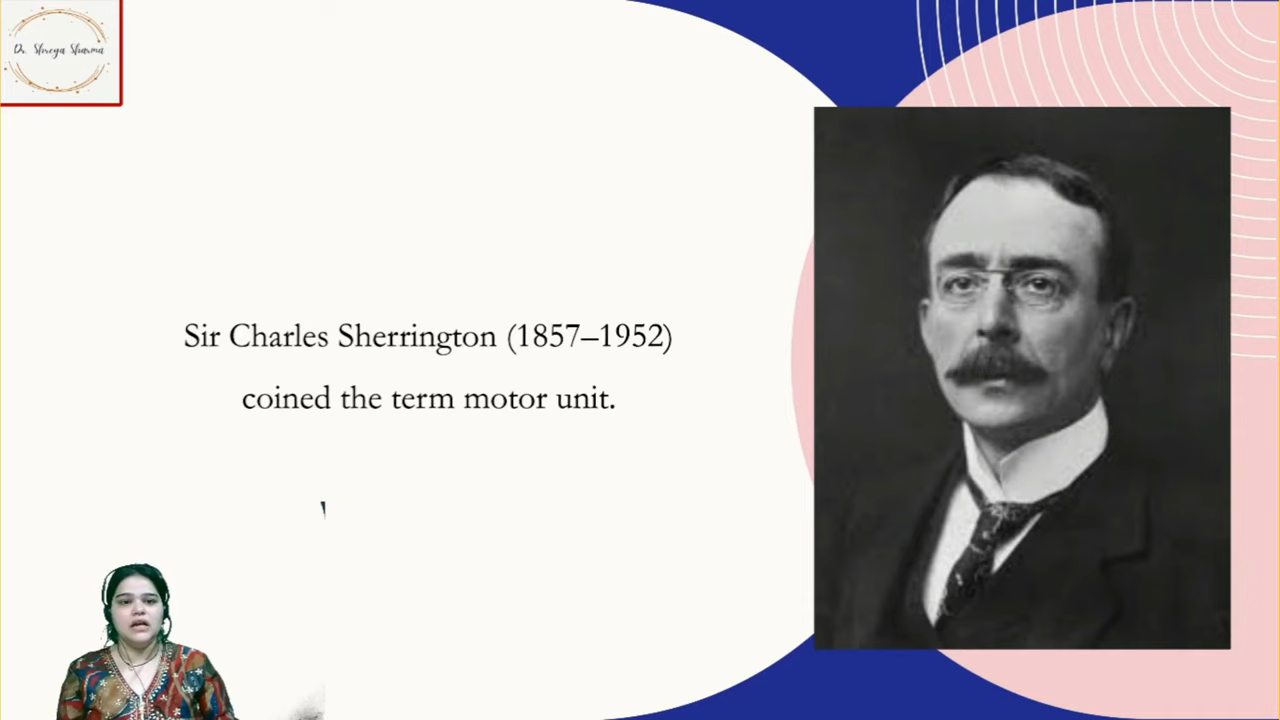 Dr. Shreya Sharma
Sir Charles Sherrington (1857–1952)
coined the term motor unit.